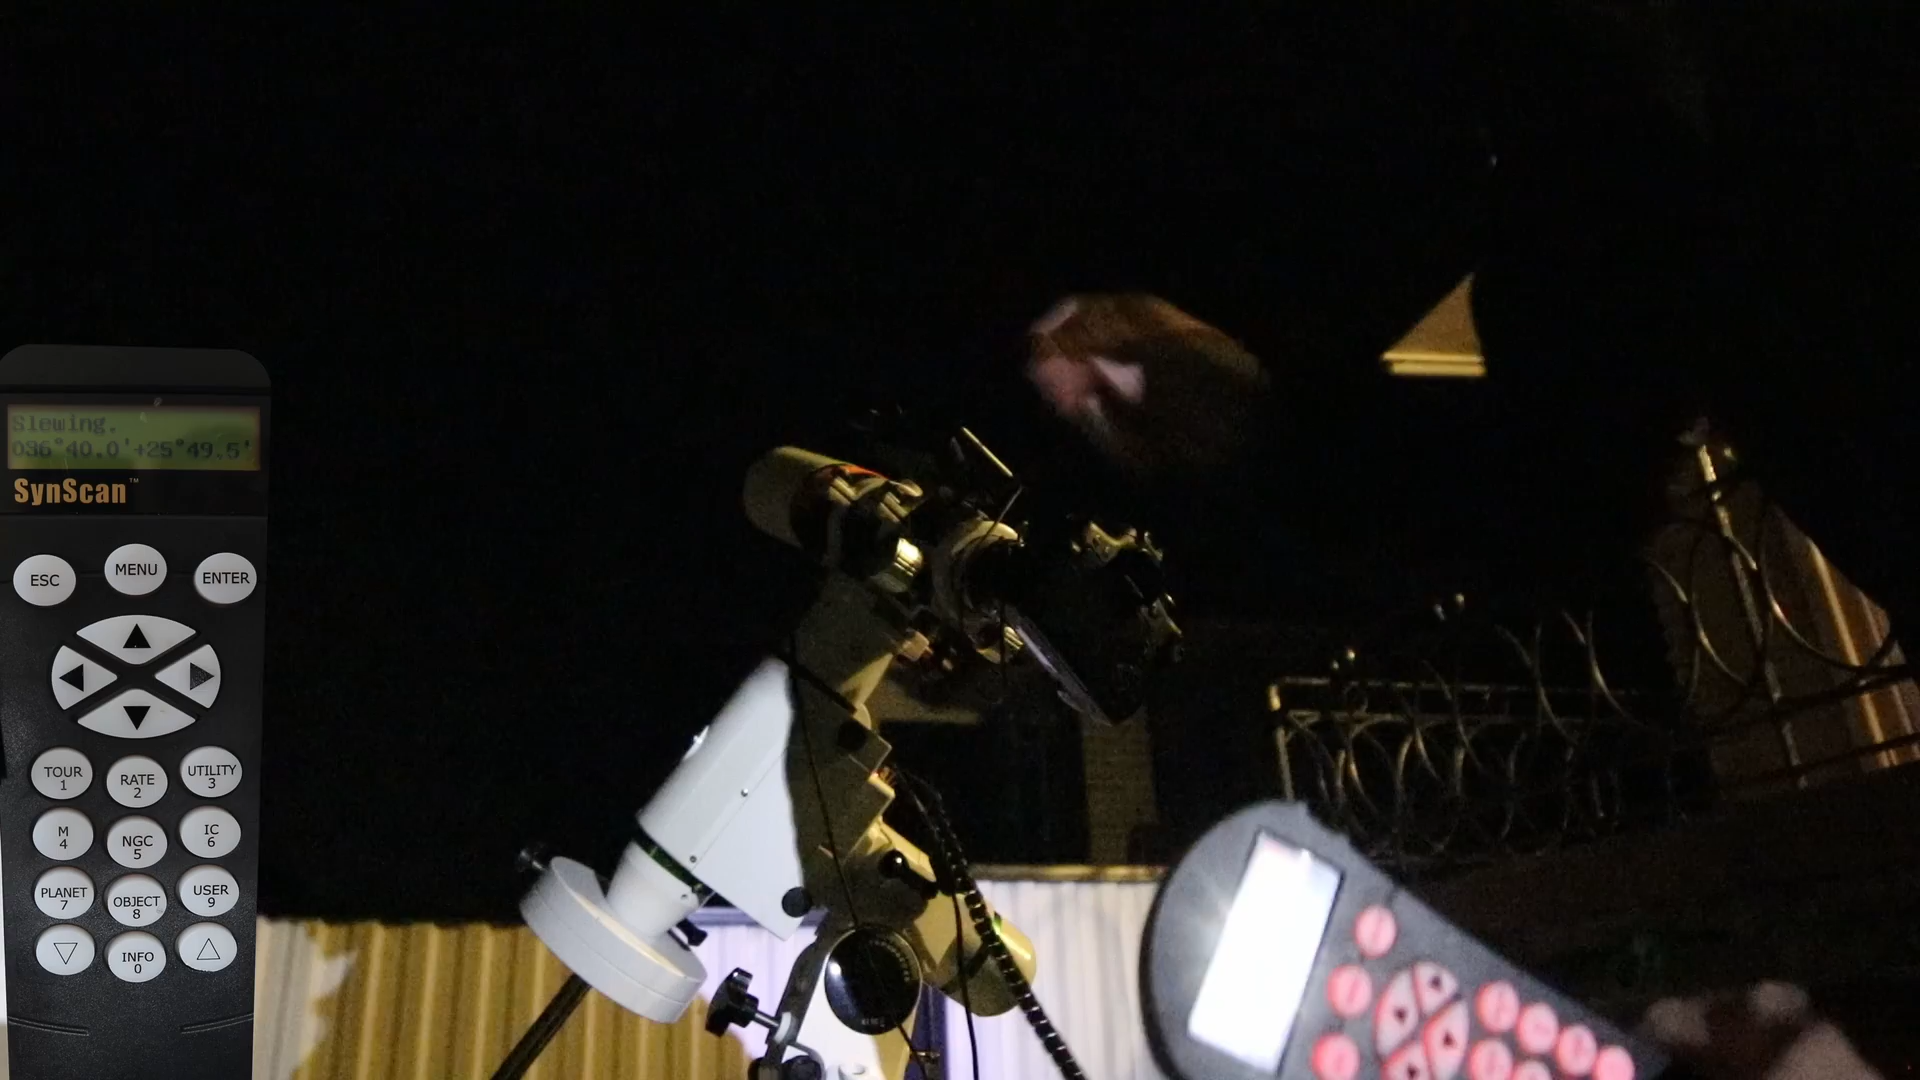 Slewing.
036°40.0'+25°49.5'
SynScan™
ESC
MENU
ENTER
TOUR
1
RATE
2
UTILITY
3
M
4
NGC
5
IC
6
PLANET
7
OBJECT
8
USER
9
INFO
0